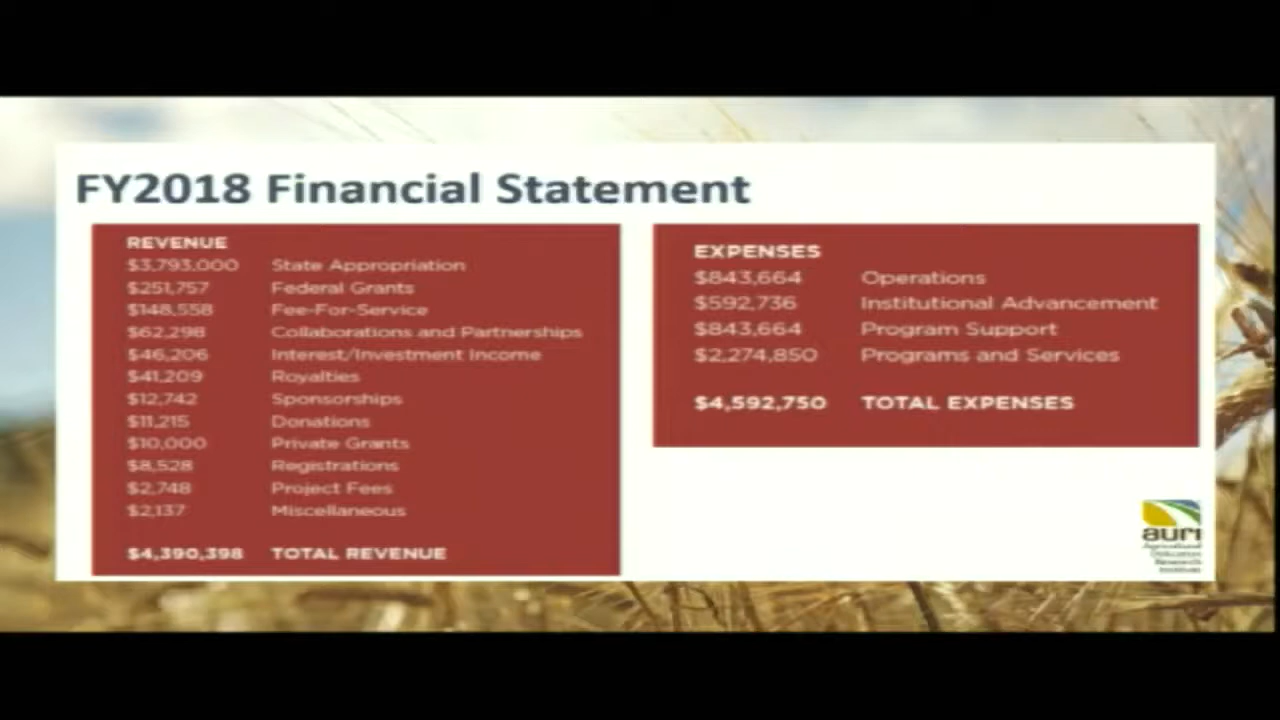 FY2018 Financial Statement
REVENUE
$3,793,000 State Appropriation
$251,757 Federal Grants
$148,558 Fee-For-Service
$62,298 Collaborations and Partnerships
$46,206 Interest/Investment Income
$41,209 Royalties
$12,742 Sponsorships
$11,215 Donations
$10,000 Private Grants
$8,528 Registrations
$2,748 Project Fees
$2,137 Miscellaneous
$4,390,398 TOTAL REVENUE
EXPENSES
$843,664 Operations
$592,736 Institutional Advancement
$843,664 Program Support
$2,274,850 Programs and Services
$4,592,750 TOTAL EXPENSES
auri
Agricultural
Utilization
Research
Institute